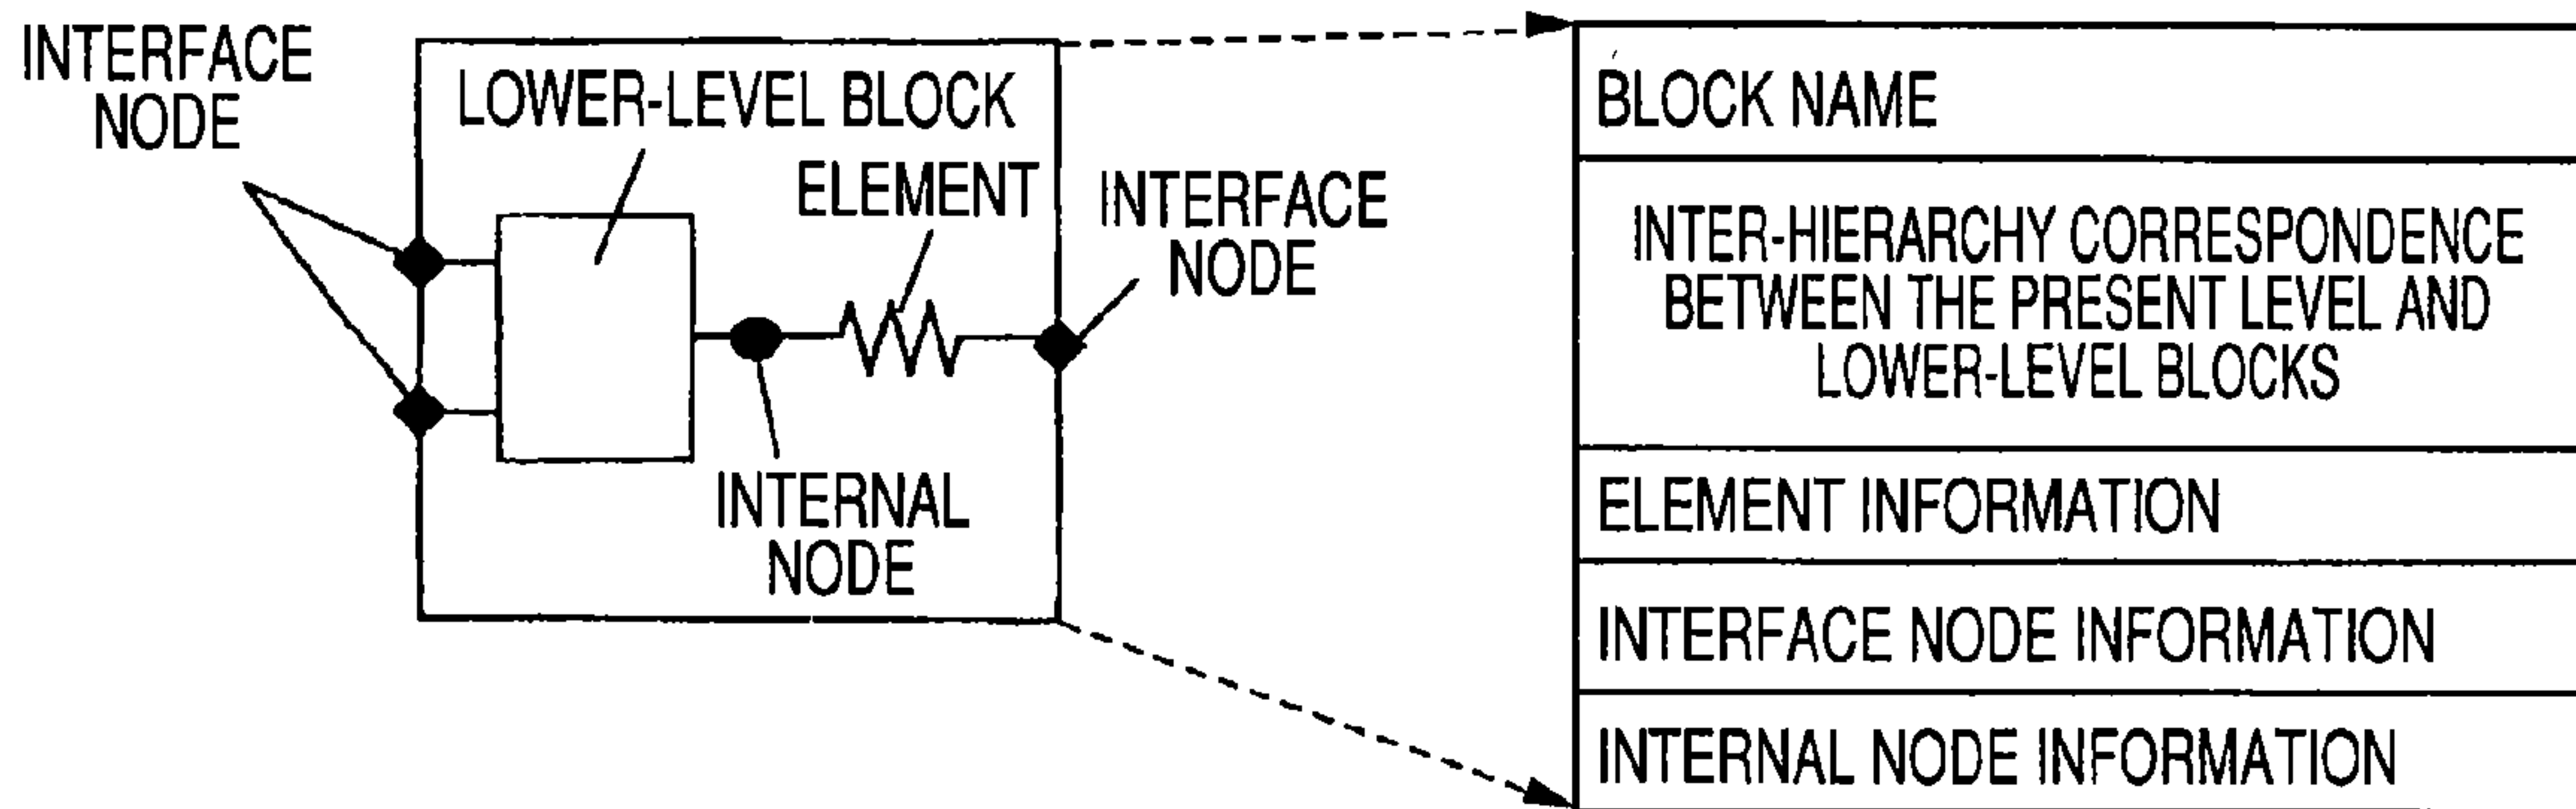 INTERFACE
NODE
LOWER-LEVEL BLOCK
ELEMENT
INTERFACE
NODE
INTERNAL
NODE
BLOCK NAME
INTER-HIERARCHY CORRESPONDENCE
BETWEEN THE PRESENT LEVEL AND
LOWER-LEVEL BLOCKS
ELEMENT INFORMATION
INTERFACE NODE INFORMATION
INTERNAL NODE INFORMATION